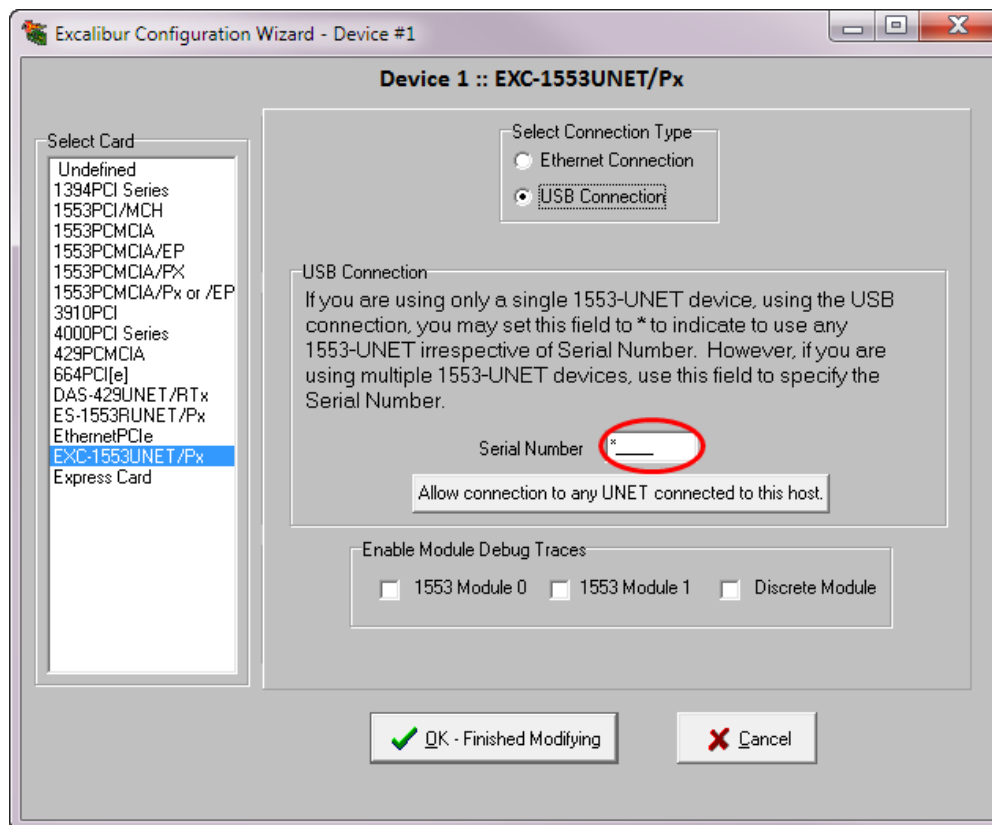 Excalibur Configuration Wizard - Device #1
Device 1 :: EXC-1553UNET/Px
Select Card
Undefined
1394PCI Series
1553PCI/MCH
1553PCMCIA
1553PCMCIA/EP
1553PCMCIA/PX
1553PCMCIA/Px or /EP
3910PCI
4000PCI Series
429PCMCIA
664PCI[e]
DAS-429UNET/RTx
ES-1553RUNET/Px
EthernetPCIe
EXC-1553UNET/Px
Express Card
Select Connection Type
Ethernet Connection
USB Connection
USB Connection
If you are using only a single 1553-UNET device, using the USB
connection, you may set this field to * to indicate to use any
1553-UNET irrespective of Serial Number. However, if you are
using multiple 1553-UNET devices, use this field to specify the
Serial Number.
Serial Number *____
Allow connection to any UNET connected to this host.
Enable Module Debug Traces
1553 Module 0 1553 Module 1 Discrete Module
OK - Finished Modifying Cancel